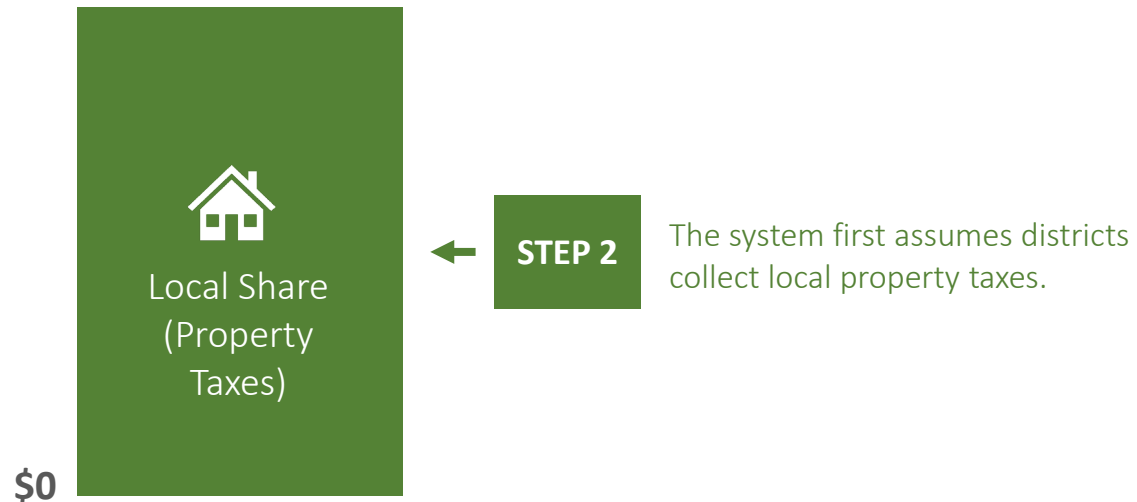 Local Share
(Property
Taxes)
STEP 2
The system first assumes districts
collect local property taxes.
$0